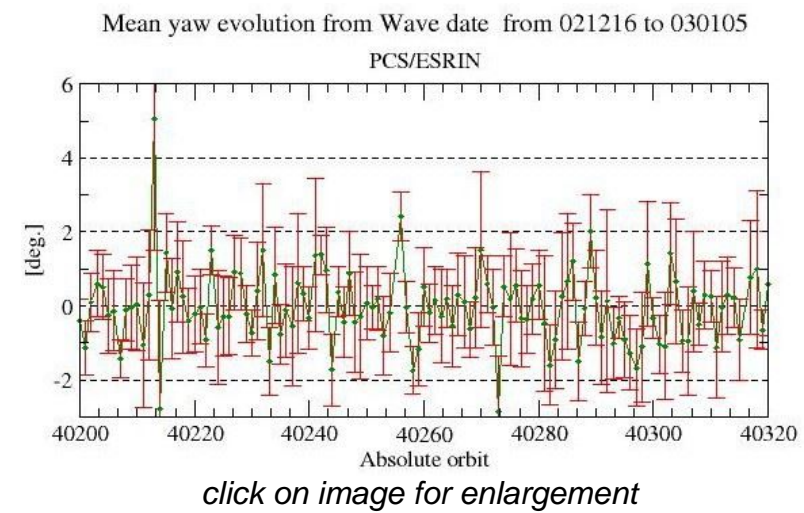 Mean yaw evolution from Wave date from 021216 to 030105
PCS/ESRIN
[deg.]
6
4
2
0
-2
40200 40220 40240 40260 40280 40300 40320
Absolute orbit
click on image for enlargement